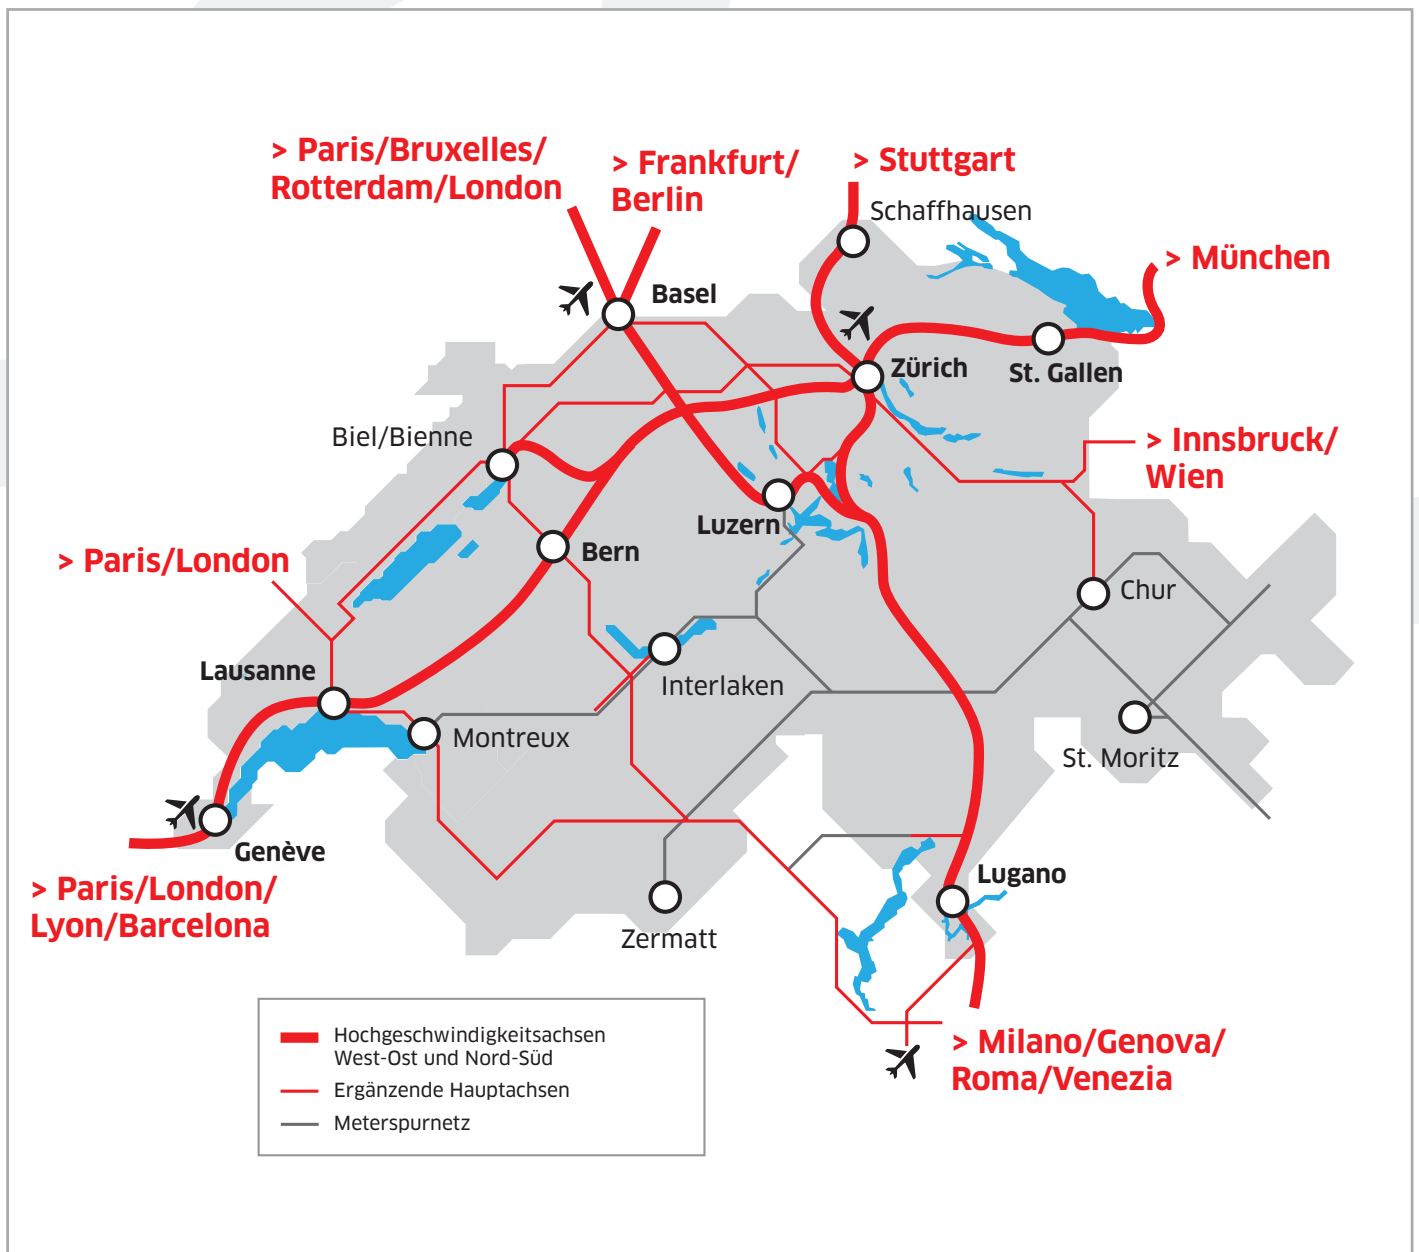 > Paris/Bruxelles/
Rotterdam/London
> Frankfurt/
Berlin
> Stuttgart
Schaffhausen
> München
Basel
Zürich
St. Gallen
Biel/Bienne
> Innsbruck/
Wien
Luzern
Bern
> Paris/London
Chur
Lausanne
Interlaken
Montreux
St. Moritz
Genève
> Paris/London/
Lyon/Barcelona
Lugano
Zermatt
Hochgeschwindigkeitsachsen
West-Ost und Nord-Süd
Ergänzende Hauptachsen
Meterspurnetz
> Milano/Genova/
Roma/Venezia